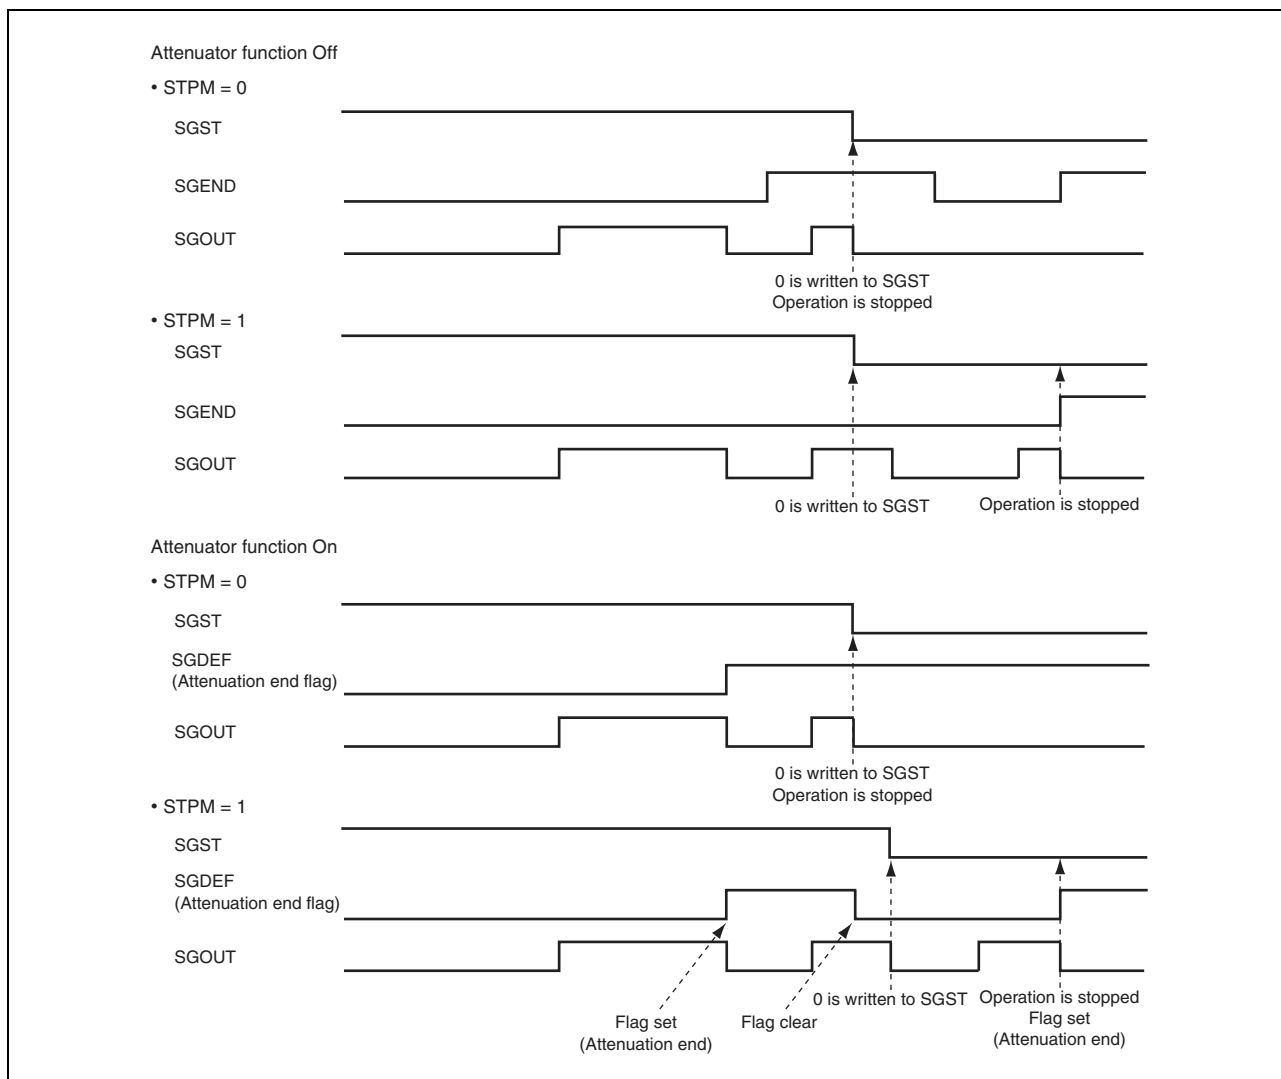 Attenuator function Off
• STPM = 0
SGST
SGEND
SGOUT
0 is written to SGST
Operation is stopped
• STPM = 1
SGST
SGEND
SGOUT
0 is written to SGST
Operation is stopped
Attenuator function On
• STPM = 0
SGST
SGDEF
(Attenuation end flag)
SGOUT
0 is written to SGST
Operation is stopped
• STPM = 1
SGST
SGDEF
(Attenuation end flag)
SGOUT
Flag set
(Attenuation end)
Flag clear
0 is written to SGST
Operation is stopped
Flag set
(Attenuation end)